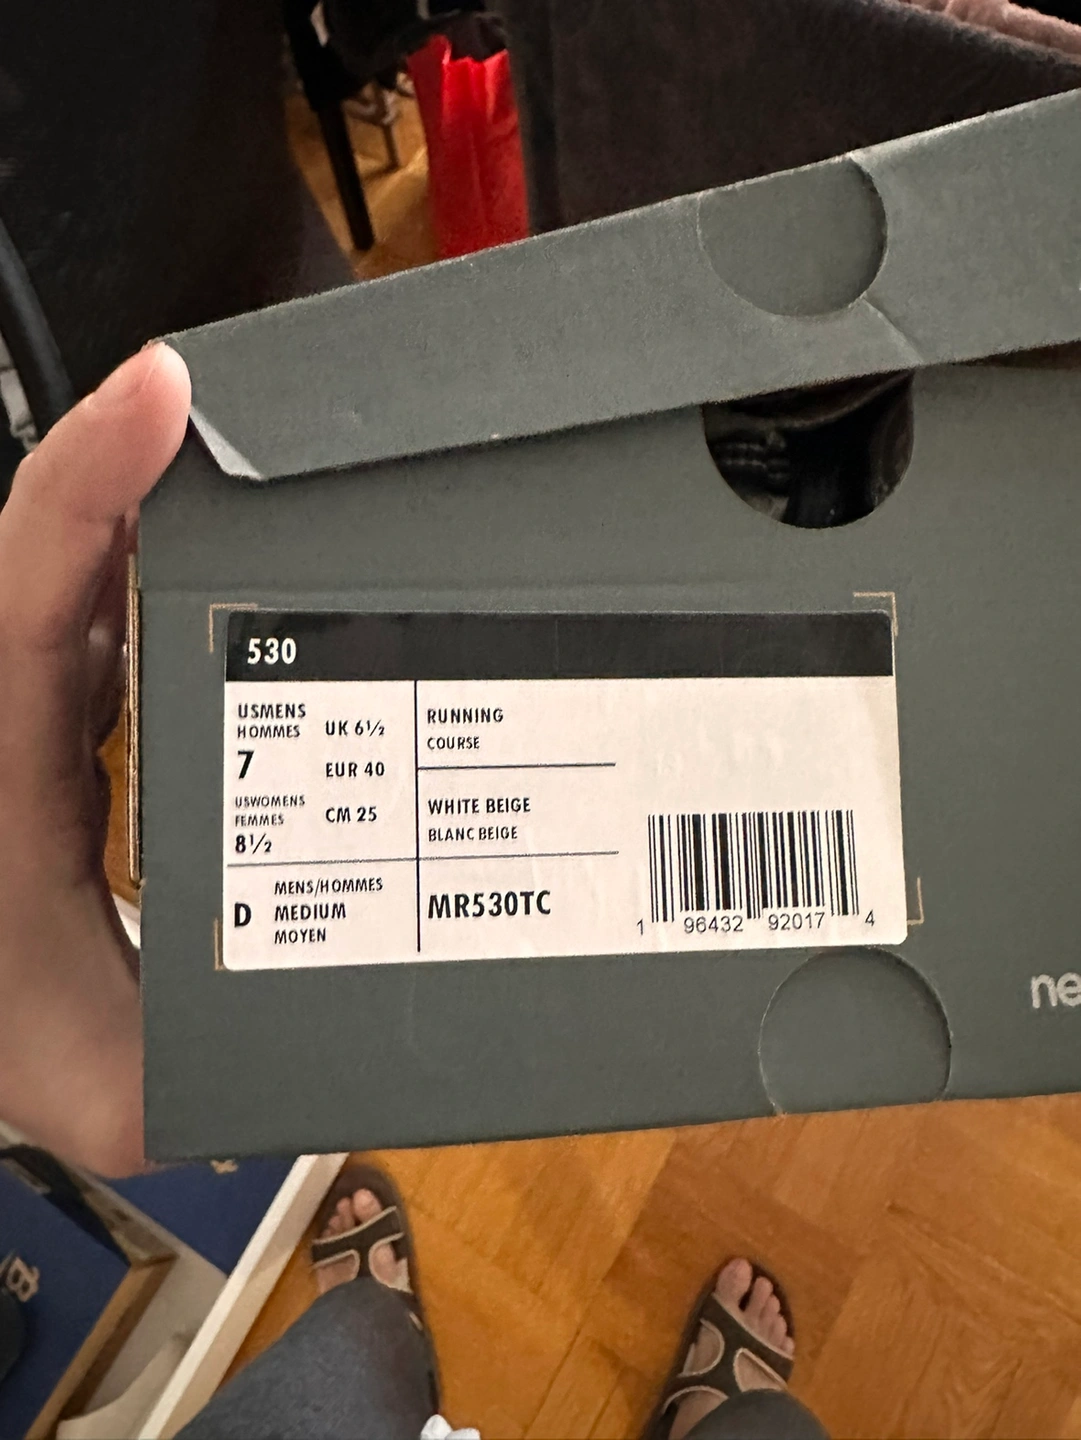 530
USMENS
HOMMES
7
UK 6½
EUR 40
USWOMENS
FEMMES
8½
CM 25
D
MENS/HOMMES
MEDIUM
MOYEN
RUNNING
COURSE
WHITE BEIGE
BLANC BEIGE
MR530TC
1 96432 92017 4
ne
B